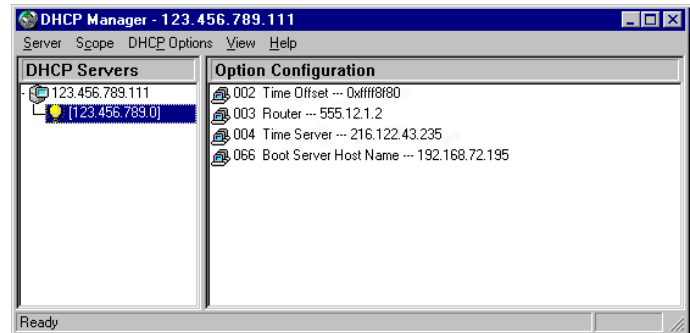 DHCP Manager - 123.456.789.111
Server Scope DHCP Options View Help
DHCP Servers
123.456.789.111
[123.456.789.0]
Option Configuration
002 Time Offset --- 0xffff8f80
003 Router --- 555.12.1.2
004 Time Server --- 216.122.43.235
066 Boot Server Host Name --- 192.168.72.195
Ready